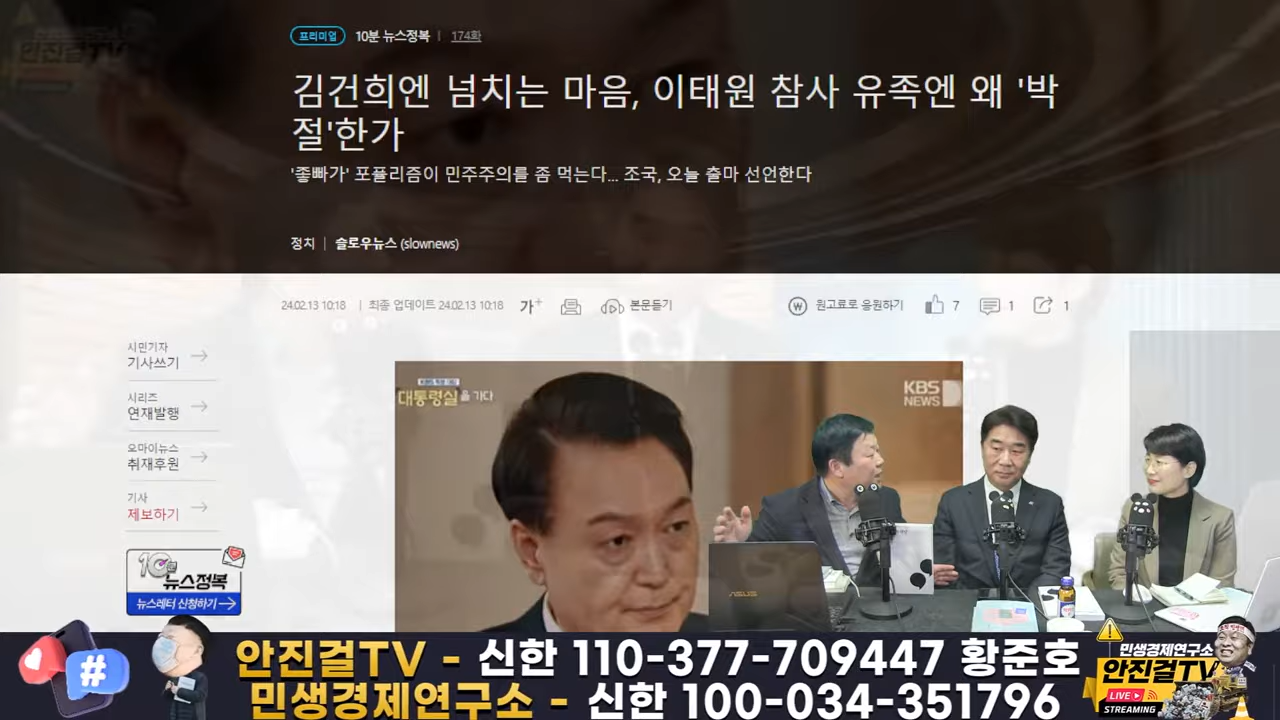 안진걸TV
프리미엄 10분 뉴스정복 | 174화
김건희엔 넘치는 마음, 이태원 참사 유족엔 왜 '박
절'한가
'좋빠가' 포퓰리즘이 민주주의를 좀 먹는다... 조국, 오늘 출마 선언한다
정치 | 슬로우뉴스 (slownews)
24.02.13 10:18 | 최종 업데이트 24.02.13 10:18 가+ 본문듣기 원고료로 응원하기 7 1 1
시민기자
기사쓰기
시리즈
연재발행
오마이뉴스
취재후원
기사
제보하기
10분
뉴스정복
뉴스레터 신청하기
대통령실을 가다
KBS
NEWS
안진걸TV - 신한 110-377-709447 황준호
민생경제연구소 - 신한 100-034-351796
#
민생경제연구소
안진걸TV
LIVE
STREAMING